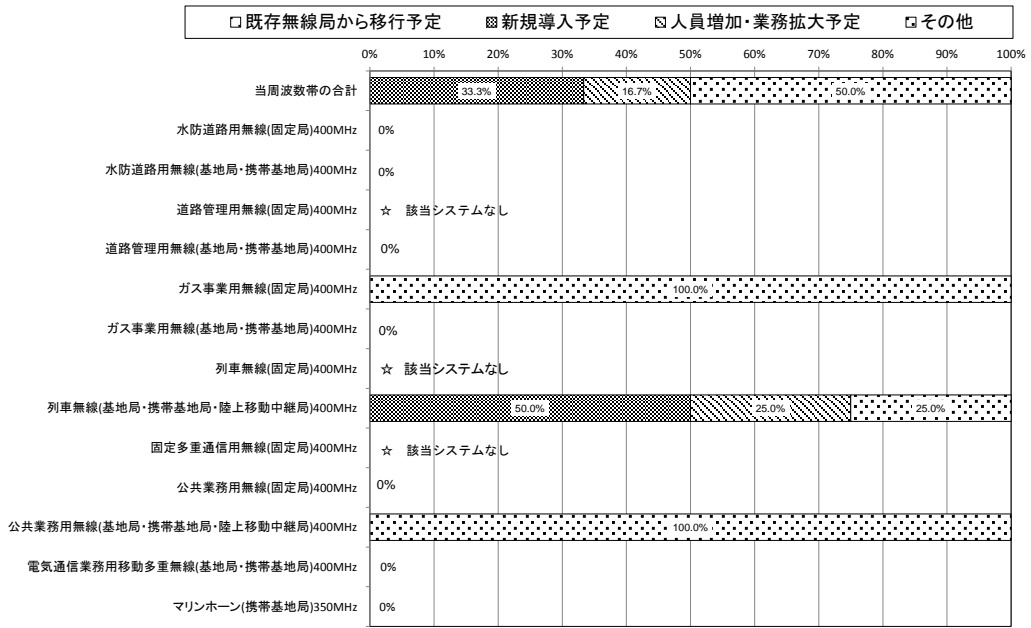 既存無線局から移行予定 新規導入予定 人員増加・業務拡大予定 その他
0% 10% 20% 30% 40% 50% 60% 70% 80% 90% 100%
当周波数帯の合計 33.3% 16.7% 50.0%
水防道路用無線(固定局)400MHz 0%
水防道路用無線(基地局・携帯基地局)400MHz 0%
道路管理用無線(固定局)400MHz ☆ 該当システムなし
道路管理用無線(基地局・携帯基地局)400MHz 0%
ガス事業用無線(固定局)400MHz 100.0%
ガス事業用無線(基地局・携帯基地局)400MHz 0%
列車無線(固定局)400MHz ☆ 該当システムなし
列車無線(基地局・携帯基地局・陸上移動中継局)400MHz 50.0% 25.0% 25.0%
固定多重通信用無線(固定局)400MHz ☆ 該当システムなし
公共業務用無線(固定局)400MHz 0%
公共業務用無線(基地局・携帯基地局・陸上移動中継局)400MHz 100.0%
電気通信業務用移動多重無線(基地局・携帯基地局)400MHz 0%
マリンホーン(携帯基地局)350MHz 0%